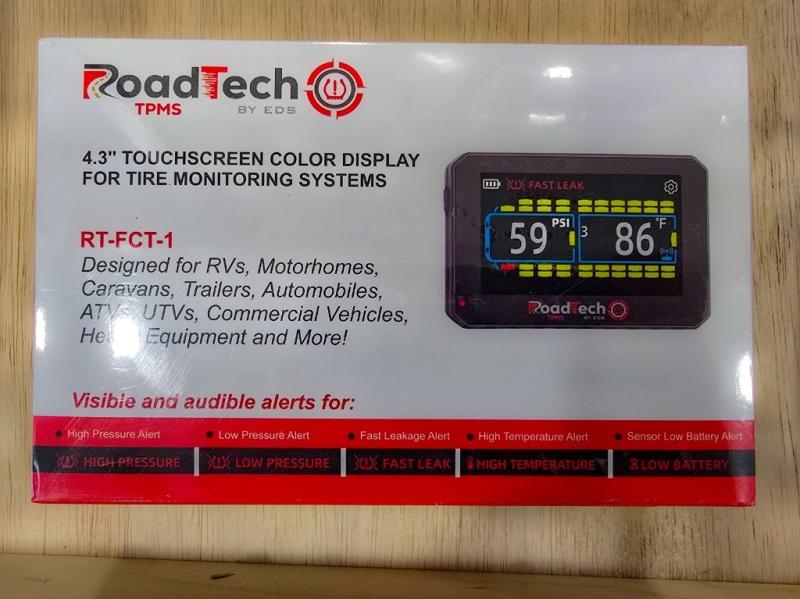 RoadTech
TPMS
BY EDS
4.3" TOUCHSCREEN COLOR DISPLAY
FOR TIRE MONITORING SYSTEMS
RT-FCT-1
Designed for RVs, Motorhomes,
Caravans, Trailers, Automobiles,
ATVs, UTVs, Commercial Vehicles,
Equipment and More!
FAST LEAK
59 PSI
3
86 °F
RoadTech
TPMS
BY EDS
Visible and audible alerts for:
High Pressure Alert
Low Pressure Alert
Fast Leakage Alert
High Temperature Alert
Sensor Low Battery Alert
HIGH PRESSURE
LOW PRESSURE
FAST LEAK
HIGH TEMPERATURE
LOW BATTERY